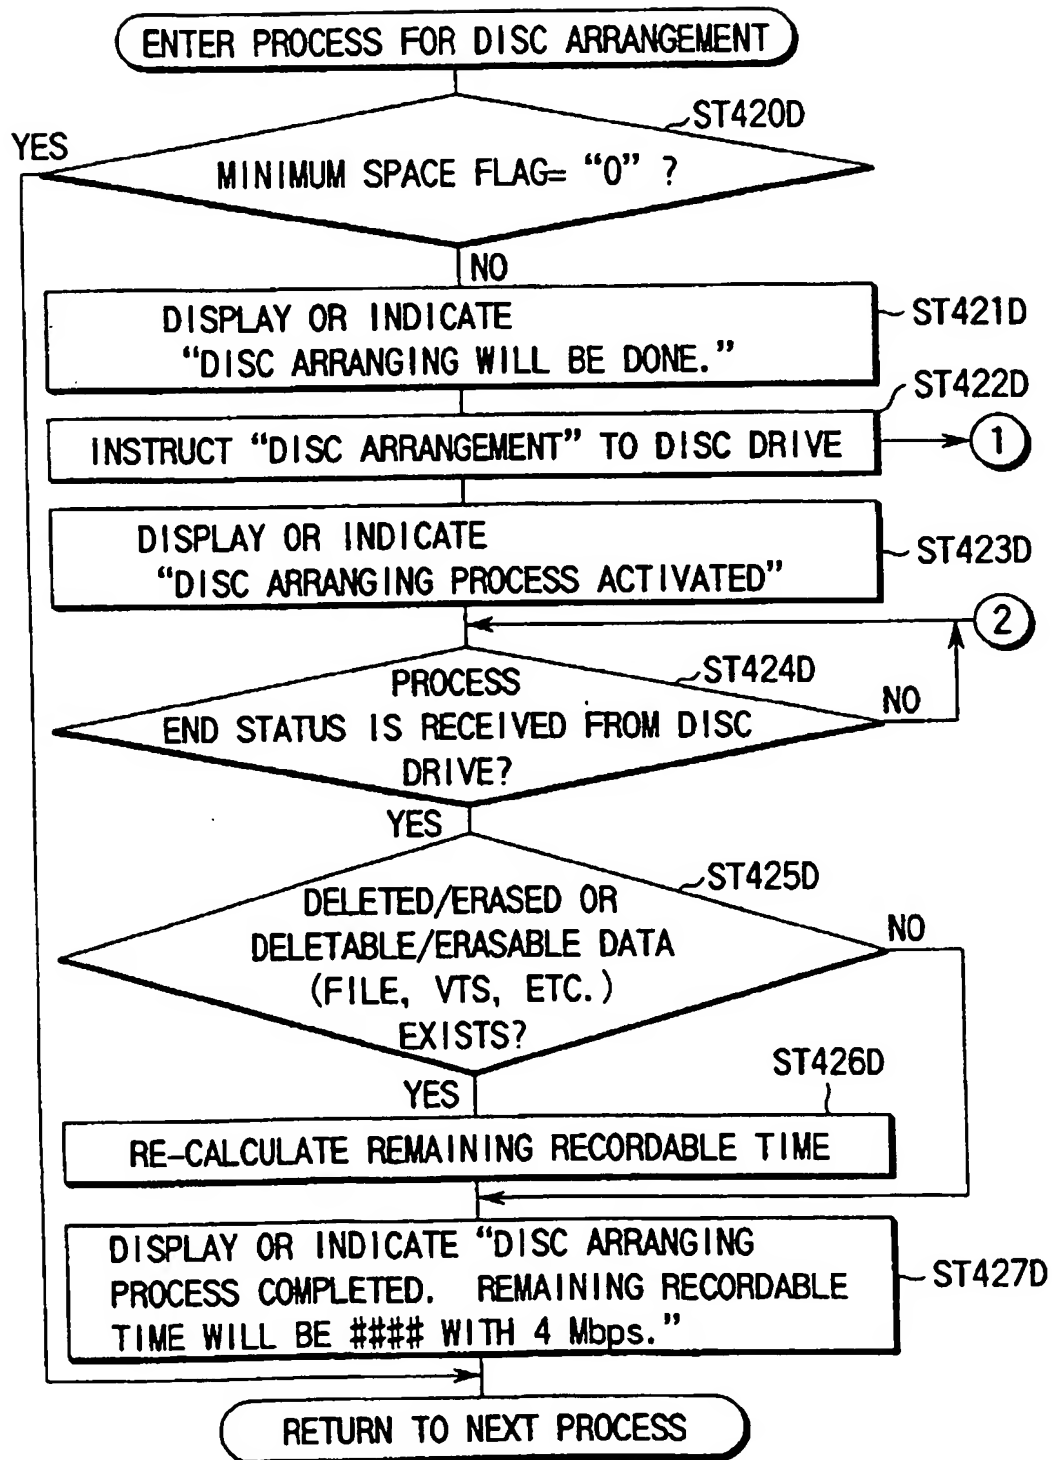 ENTER PROCESS FOR DISC ARRANGEMENT
ST420D
YES
MINIMUM SPACE FLAG= “0” ?
NO
DISPLAY OR INDICATE
“DISC ARRANGING WILL BE DONE.”
ST421D
ST422D
INSTRUCT “DISC ARRANGEMENT” TO DISC DRIVE
1
DISPLAY OR INDICATE
“DISC ARRANGING PROCESS ACTIVATED”
ST423D
2
ST424D
PROCESS
END STATUS IS RECEIVED FROM DISC
DRIVE?
NO
YES
ST425D
DELETED/ERASED OR
DELETABLE/ERASABLE DATA
(FILE, VTS, ETC.)
EXISTS?
NO
YES
ST426D
RE-CALCULATE REMAINING RECORDABLE TIME
DISPLAY OR INDICATE “DISC ARRANGING
PROCESS COMPLETED. REMAINING RECORDABLE
TIME WILL BE #### WITH 4 Mbps.”
ST427D
RETURN TO NEXT PROCESS